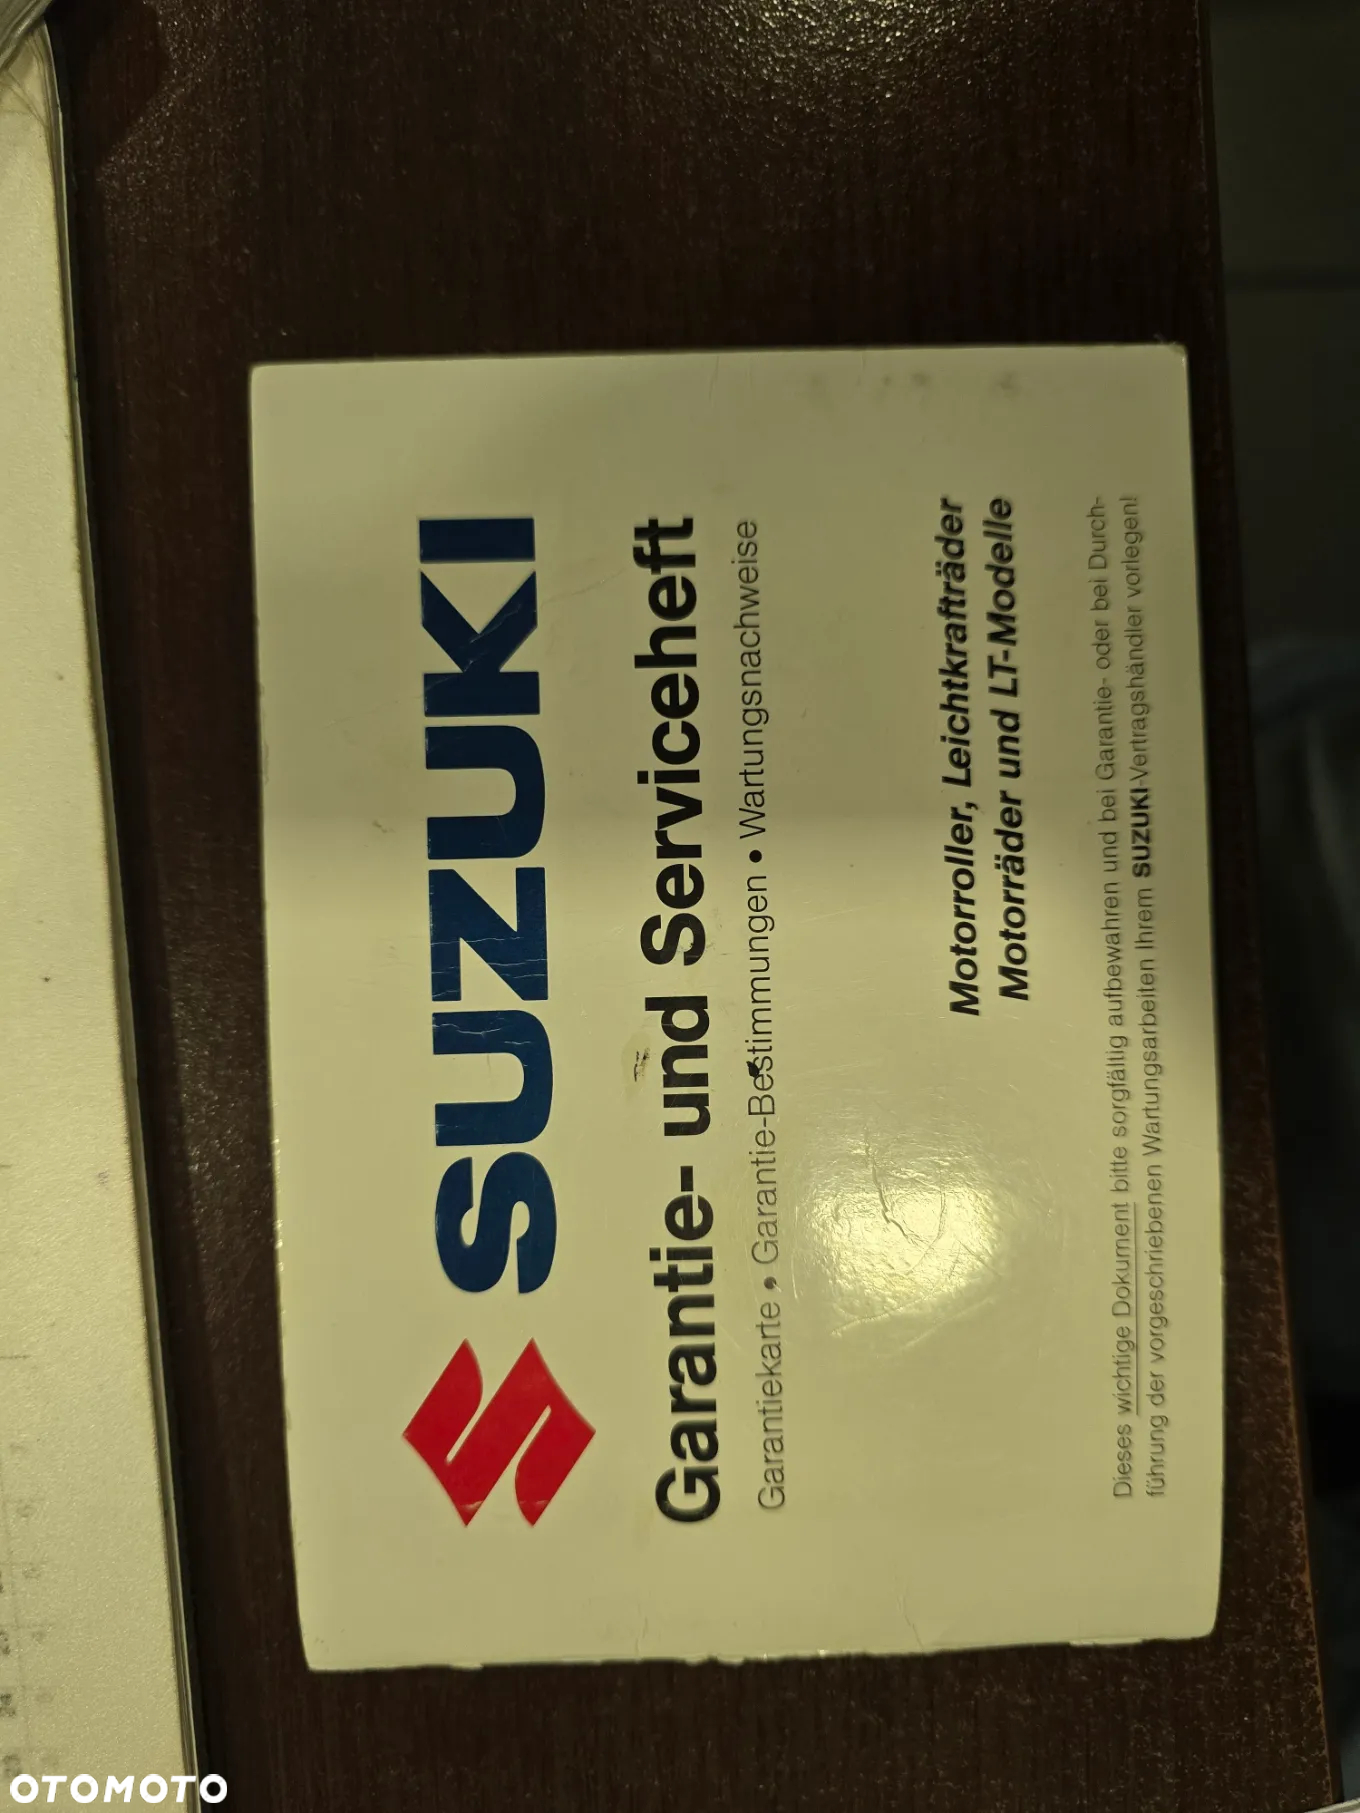 SUZUKI
Garantie- und Serviceheft
Garantiekarte • Garantie-Bestimmungen • Wartungsnachweise
Motorroller, Leichtkrafträder
Motorräder und LT-Modelle
Dieses wichtige Dokument bitte sorgfältig aufbewahren und bei Garantie- oder bei Durch-
führung der vorgeschriebenen Wartungsarbeiten Ihrem SUZUKI-Vertragshändler vorlegen!
OTOMOTO